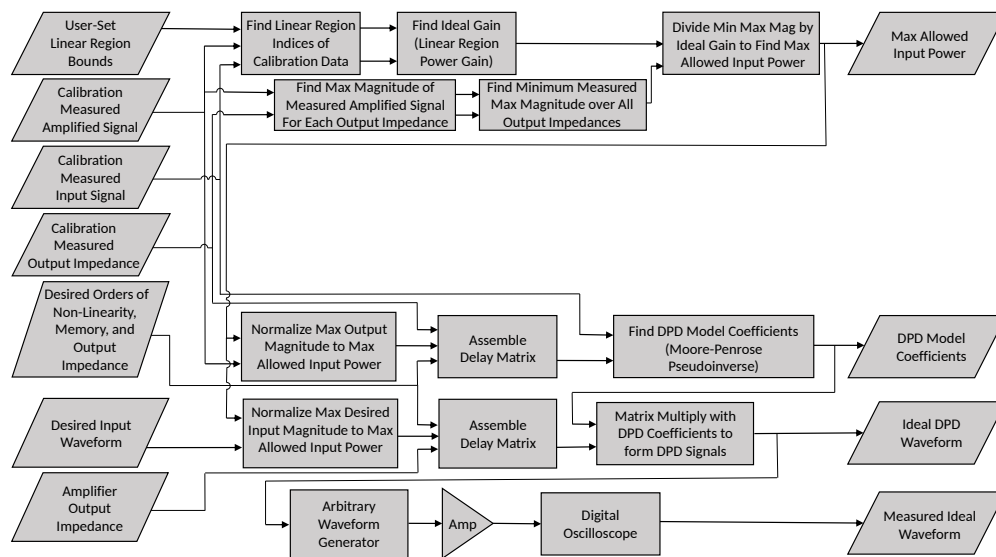 User-Set
Linear Region
Bounds
Find Linear Region
Indices of
Calibration Data
Find Ideal Gain
(Linear Region
Power Gain)
Divide Min Max Mag by
Ideal Gain to Find Max
Allowed Input Power
Max Allowed
Input Power
Calibration
Measured
Amplified Signal
Find Max Magnitude of
Measured Amplified Signal
For Each Output Impedance
Find Minimum Measured
Max Magnitude over All
Output Impedances
Calibration
Measured
Input Signal
Calibration
Measured
Output Impedance
Desired Orders of
Non-Linearity,
Memory, and
Output
Impedance
Normalize Max Output
Magnitude to Max
Allowed Input Power
Assemble
Delay Matrix
Find DPD Model Coefficients
(Moore-Penrose
Pseudoinverse)
DPD Model
Coefficients
Desired Input
Waveform
Normalize Max Desired
Input Magnitude to Max
Allowed Input Power
Assemble
Delay Matrix
Matrix Multiply with
DPD Coefficients to
form DPD Signals
Ideal DPD
Waveform
Amplifier
Output
Impedance
Arbitrary
Waveform
Generator
Amp
Digital
Oscilloscope
Measured Ideal
Waveform